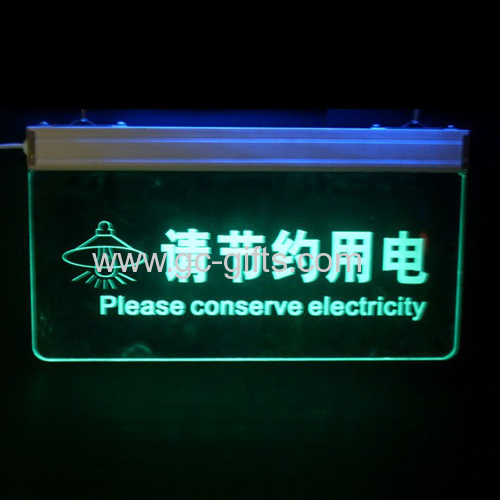 请节约用电
www.gc-gifts.com
Please conserve electricity